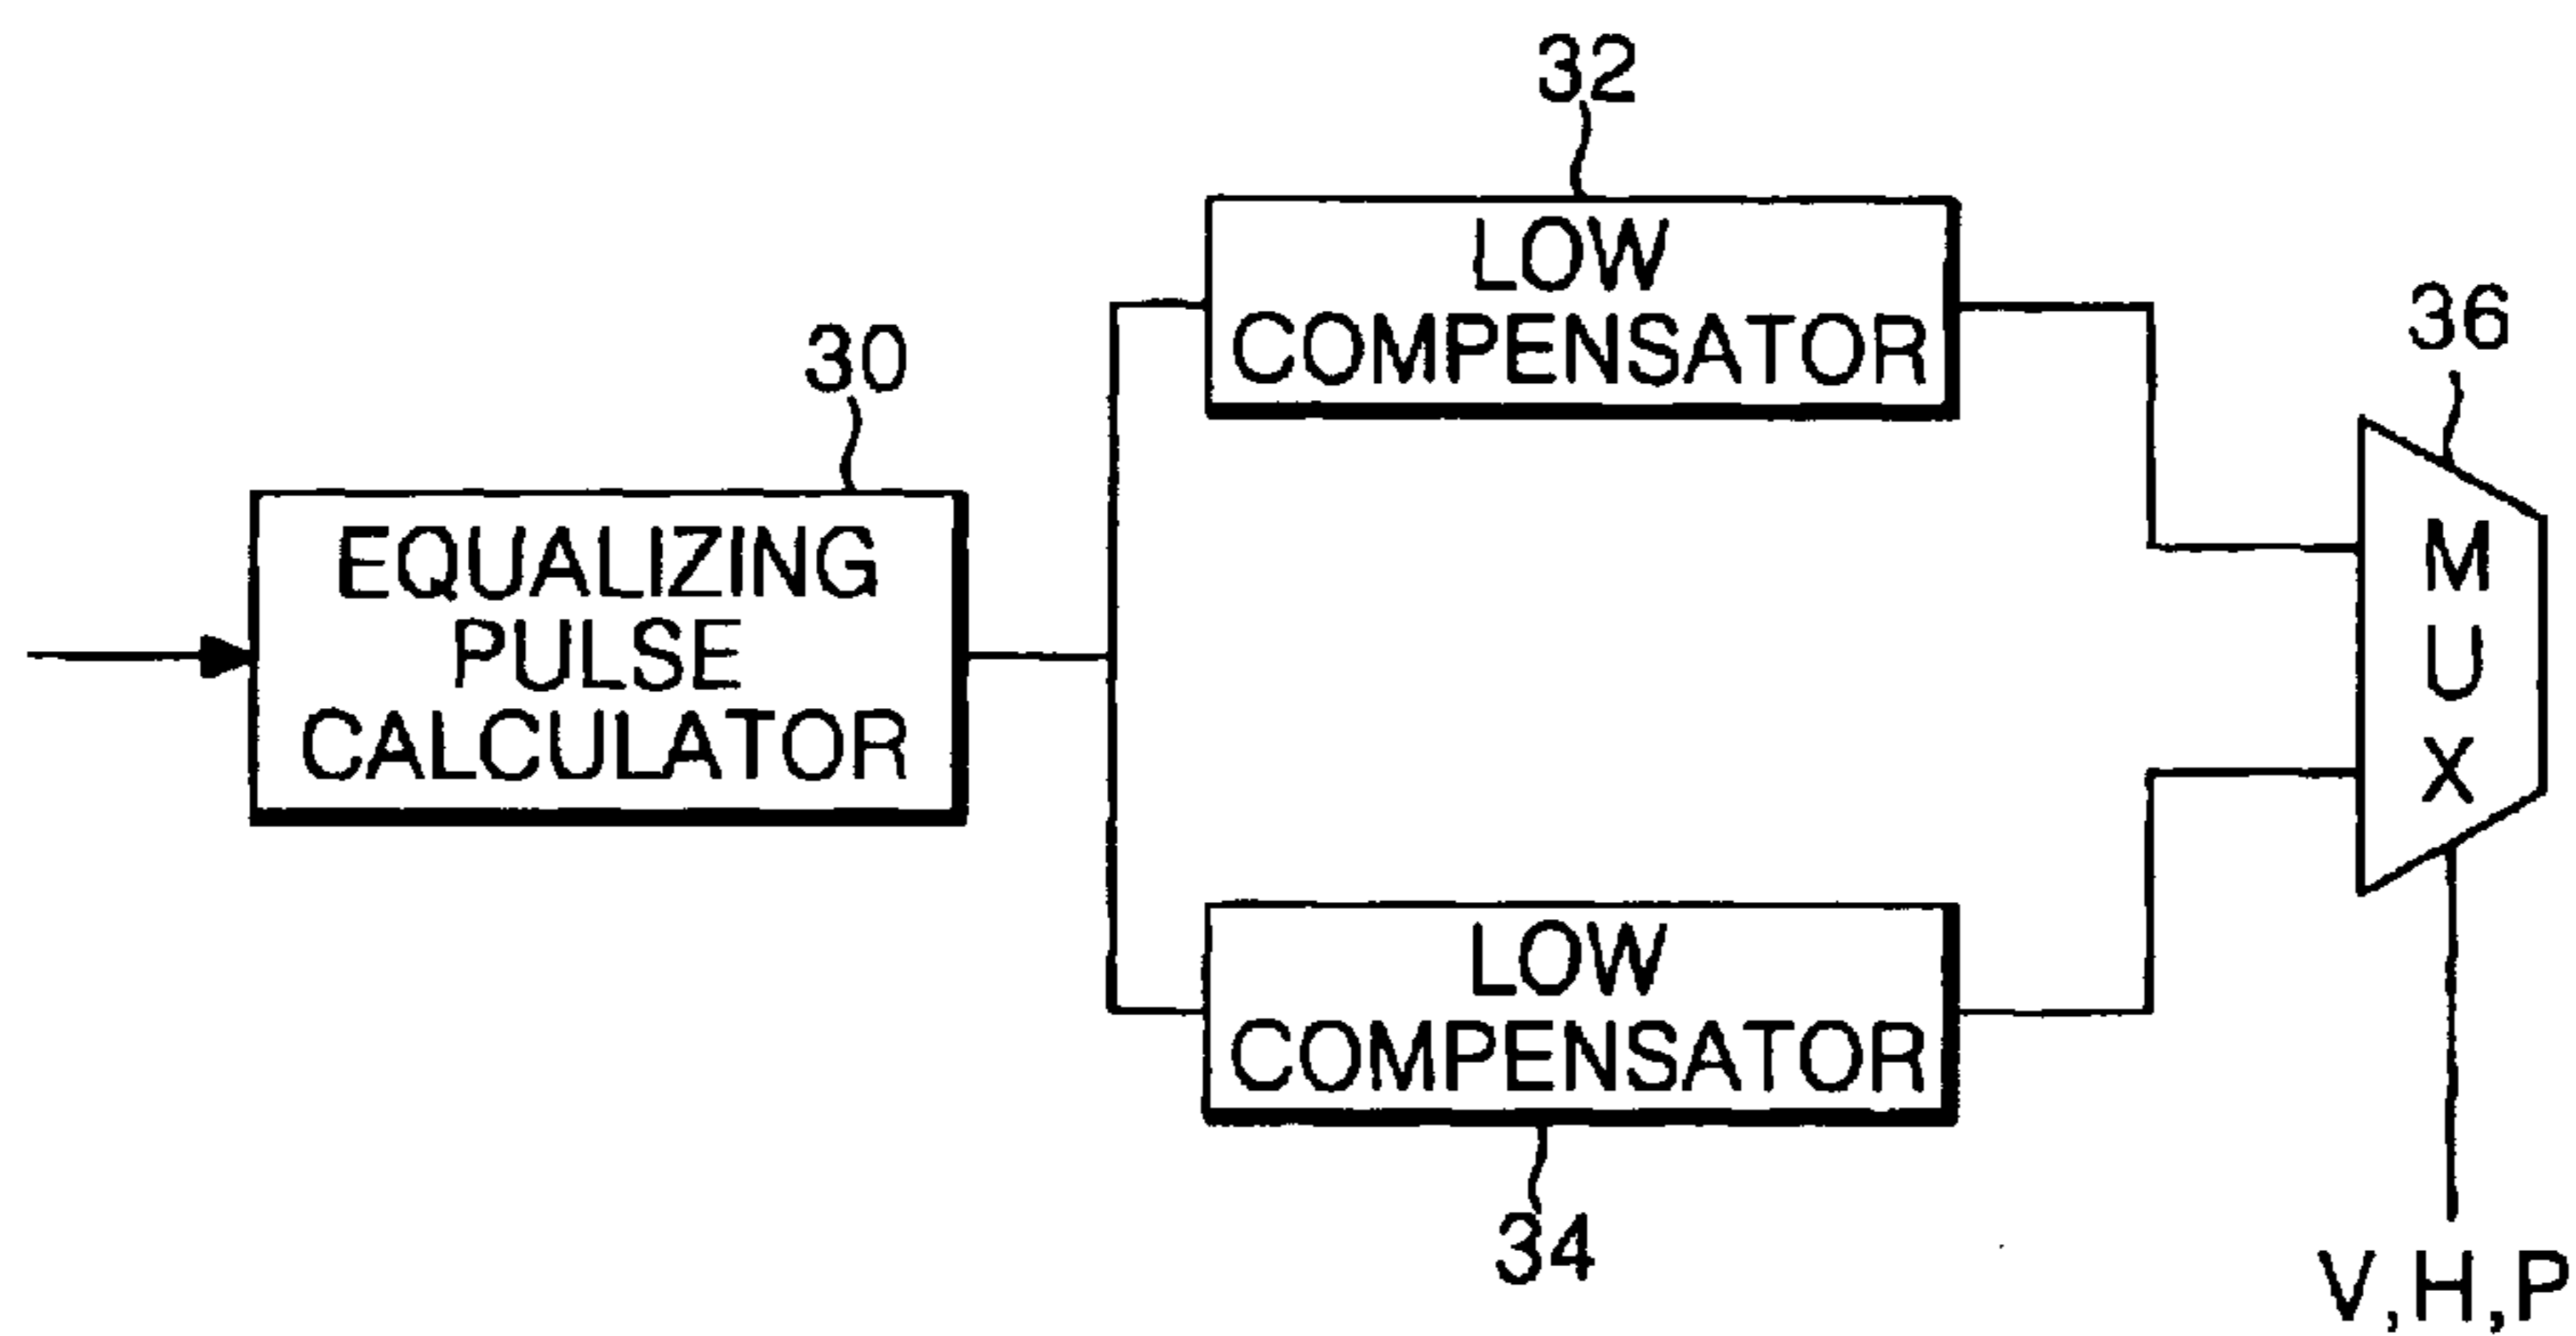 32
LOW
COMPENSATOR
36
30
EQUALIZING
PULSE
CALCULATOR
M
U
X
LOW
COMPENSATOR
34
V,H,P